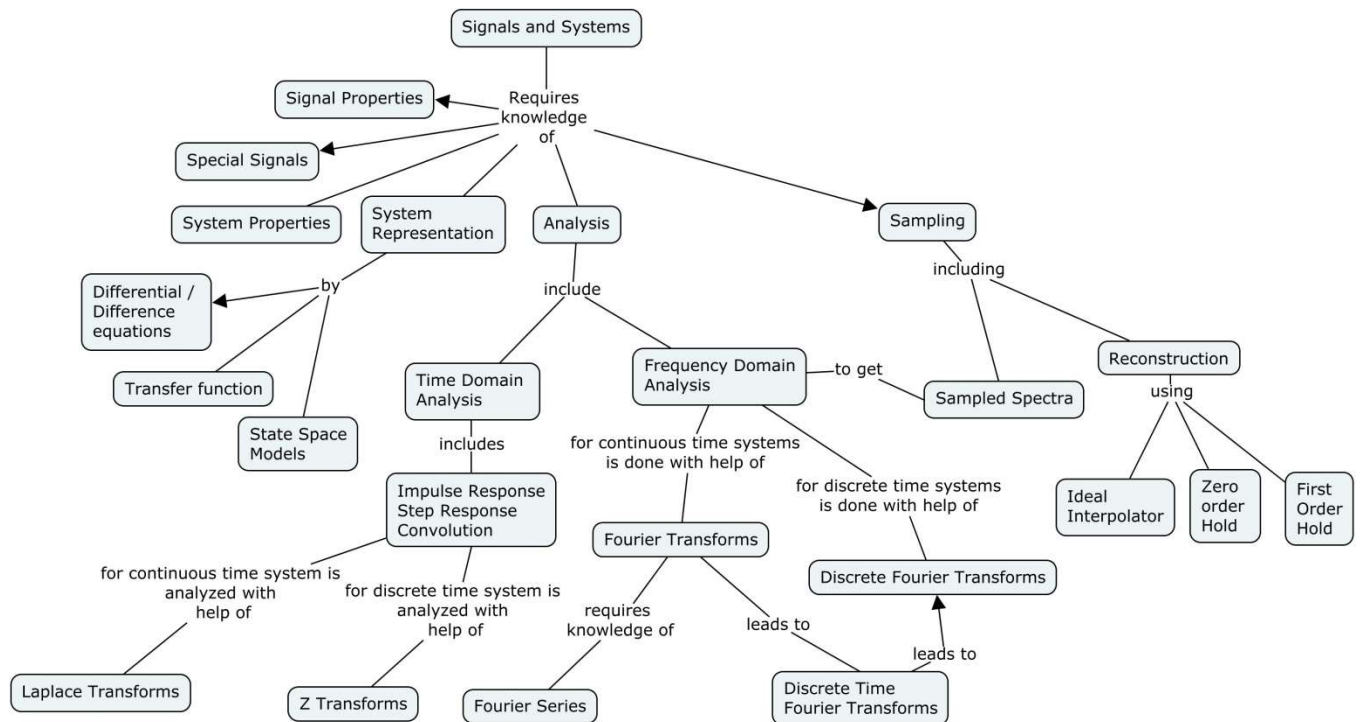 Signals and Systems
Signal Properties
Requires
knowledge
of
Special Signals
System Properties
System
Representation
Analysis
Sampling
by
Differential /
Difference
equations
Transfer function
State Space
Models
include
including
Time Domain
Analysis
Frequency Domain
Analysis
to get
Sampled Spectra
Reconstruction
using
Ideal
Interpolator
Zero
order
Hold
First
Order
Hold
includes
Impulse Response
Step Response
Convolution
for continuous time systems
is done with help of
for discrete time systems
is done with help of
Fourier Transforms
Discrete Fourier Transforms
for continuous time system is
analyzed with
help of
for discrete time system is
analyzed with
help of
requires
knowledge of
leads to
leads to
Laplace Transforms
Z Transforms
Fourier Series
Discrete Time
Fourier Transforms